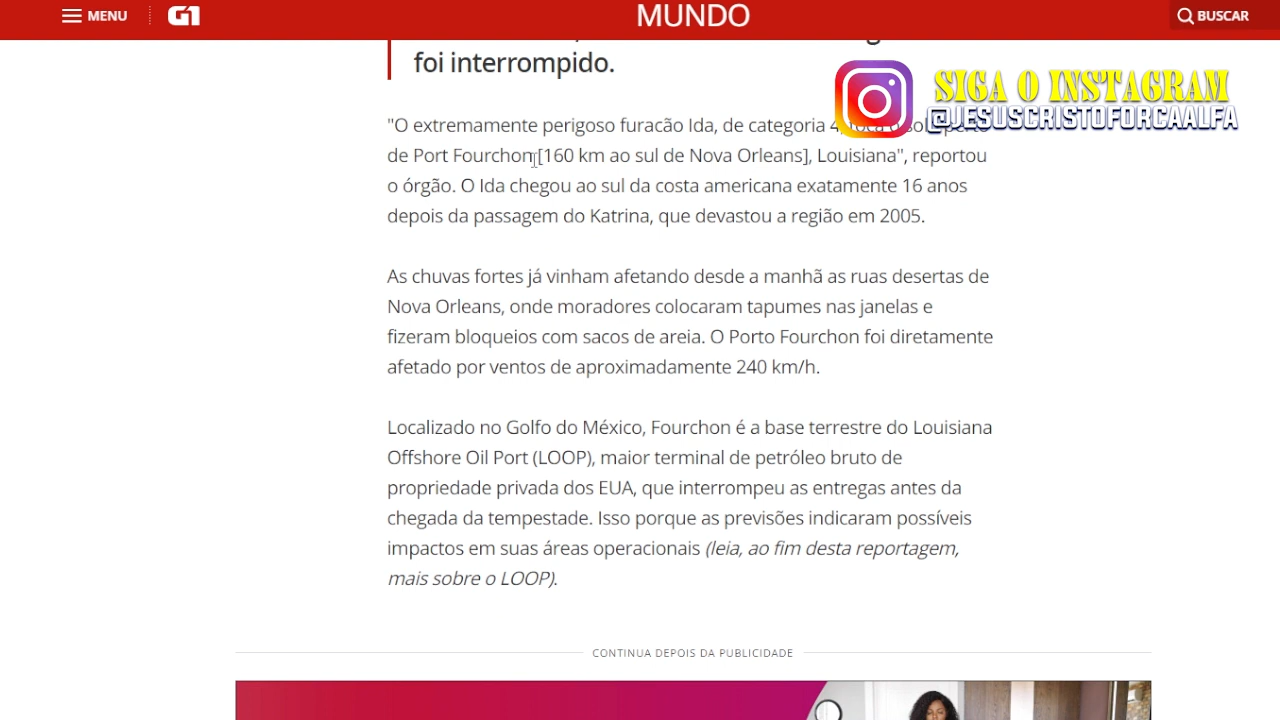 MENU
G1
MUNDO
BUSCAR
foi interrompido.
SIGA O INSTAGRAM
@JESUSCRISTOFORCAALFA
"O extremamente perigoso furacão Ida, de categoria 4, toca o solo perto
de Port Fourchon [160 km ao sul de Nova Orleans], Louisiana", reportou
o órgão. O Ida chegou ao sul da costa americana exatamente 16 anos
depois da passagem do Katrina, que devastou a região em 2005.
As chuvas fortes já vinham afetando desde a manhã as ruas desertas de
Nova Orleans, onde moradores colocaram tapumes nas janelas e
fizeram bloqueios com sacos de areia. O Porto Fourchon foi diretamente
afetado por ventos de aproximadamente 240 km/h.
Localizado no Golfo do México, Fourchon é a base terrestre do Louisiana
Offshore Oil Port (LOOP), maior terminal de petróleo bruto de
propriedade privada dos EUA, que interrompeu as entregas antes da
chegada da tempestade. Isso porque as previsões indicaram possíveis
impactos em suas áreas operacionais (leia, ao fim desta reportagem,
mais sobre o LOOP).
CONTINUA DEPOIS DA PUBLICIDADE